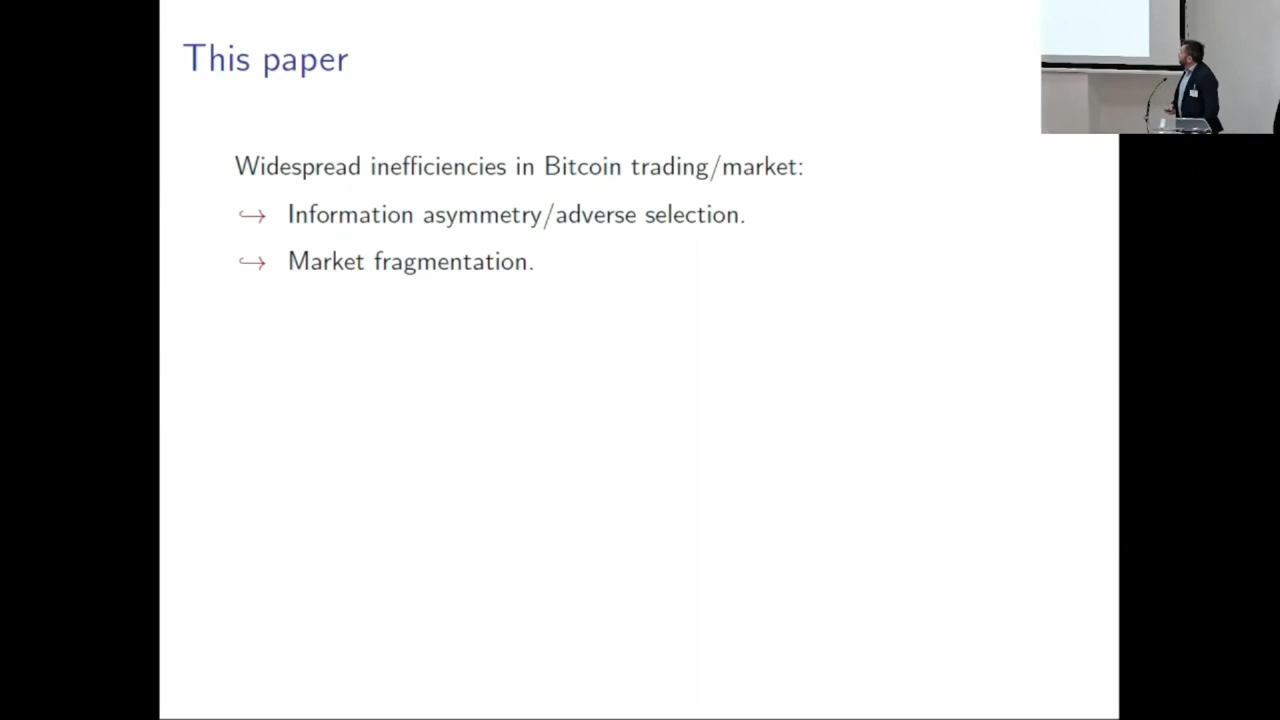 This paper
Widespread inefficiencies in Bitcoin trading/market:
↪ Information asymmetry/adverse selection.
↪ Market fragmentation.